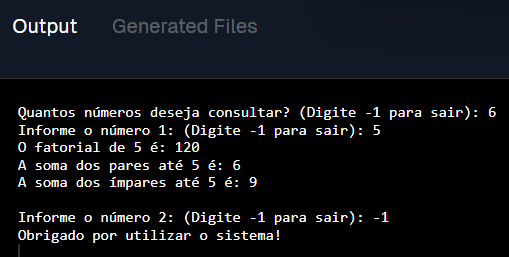 Output Generated Files
Quantos números deseja consultar? (Digite -1 para sair): 6
Informe o número 1: (Digite -1 para sair): 5
O fatorial de 5 é: 120
A soma dos pares até 5 é: 6
A soma dos ímpares até 5 é: 9
Informe o número 2: (Digite -1 para sair): -1
Obrigado por utilizar o sistema!